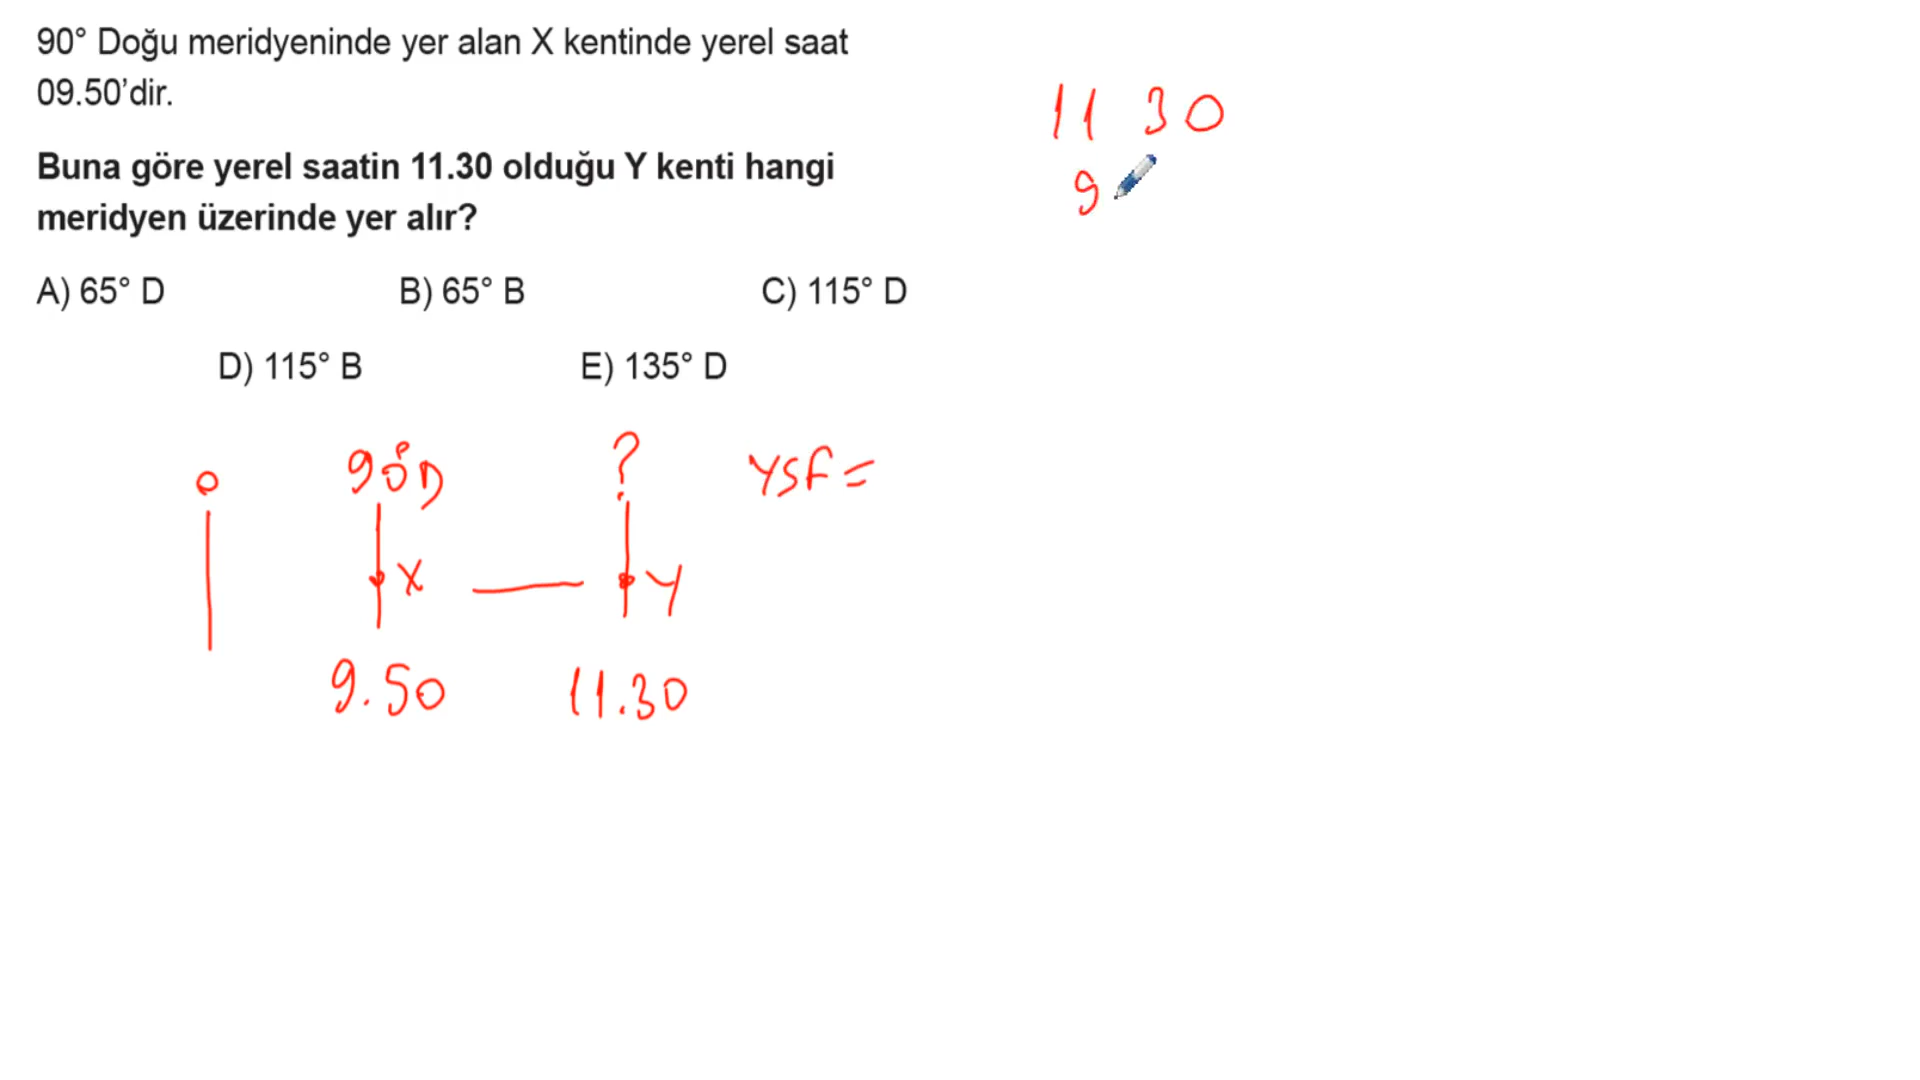 90° Doğu meridyeninde yer alan X kentinde yerel saat
09.50’dir.
Buna göre yerel saatin 11.30 olduğu Y kenti hangi
meridyen üzerinde yer alır?
A) 65° D B) 65° B C) 115° D
D) 115° B E) 135° D
11 30
9
0 90°D ? YSF=
X Y
9.50 11.30